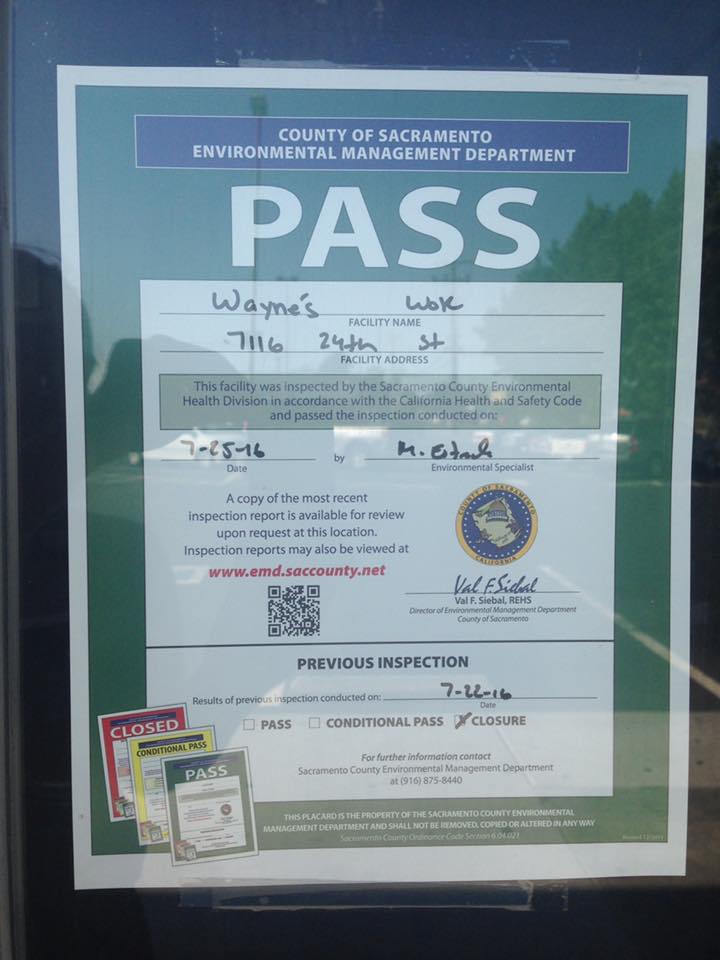 COUNTY OF SACRAMENTO
ENVIRONMENTAL MANAGEMENT DEPARTMENT
PASS
Wayne's Wok
FACILITY NAME
7116 24th St
FACILITY ADDRESS
This facility was inspected by the Sacramento County Environmental
Health Division in accordance with the California Health and Safety Code
and passed the inspection conducted on:
7-25-16 by M.
Date Environmental Specialist
A copy of the most recent
inspection report is available for review
upon request at this location.
Inspection reports may also be viewed at
www.emd.saccounty.net
COUNTY OF SACRAMENTO
CALIFORNIA
Val F. Siebal
Val F. Siebal, REHS
Director of Environmental Management Department
County of Sacramento
PREVIOUS INSPECTION
Results of previous inspection conducted on: 7-22-16
Date
PASS CONDITIONAL PASS CLOSURE
For further information contact
Sacramento County Environmental Management Department
at (916) 875-8440
CLOSED
CONDITIONAL PASS
PASS
THIS PLACARD IS THE PROPERTY OF THE SACRAMENTO COUNTY ENVIRONMENTAL
MANAGEMENT DEPARTMENT AND SHALL NOT BE REMOVED, COPIED OR ALTERED IN ANY WAY
Sacramento County Ordinance Code Section 6.04.021